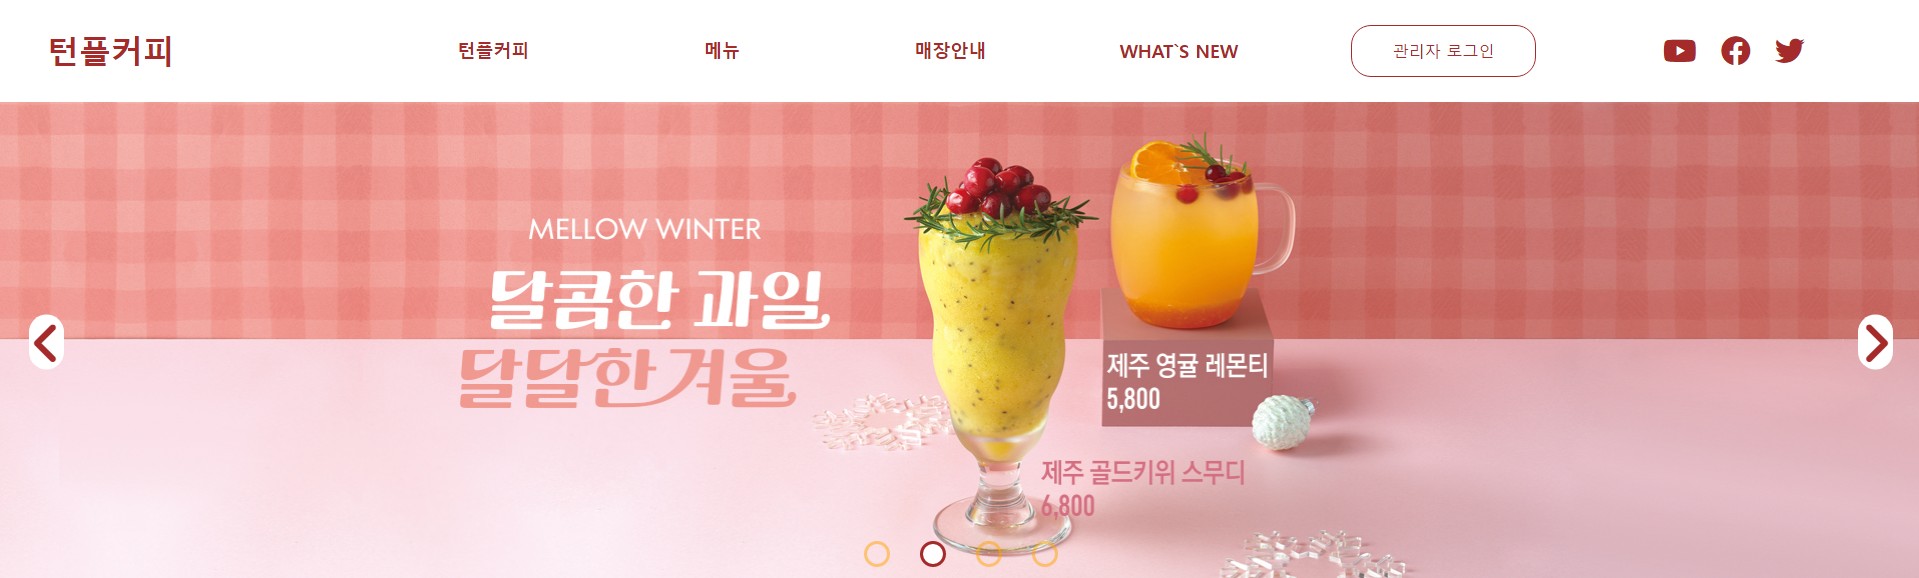 턴플커피
턴플커피
메뉴
매장안내
WHAT`S NEW
관리자 로그인
MELLOW WINTER
달콤한 과일
달달한 겨울
제주 영귤 레몬티
5,800
제주 골드키위 스무디
6,800